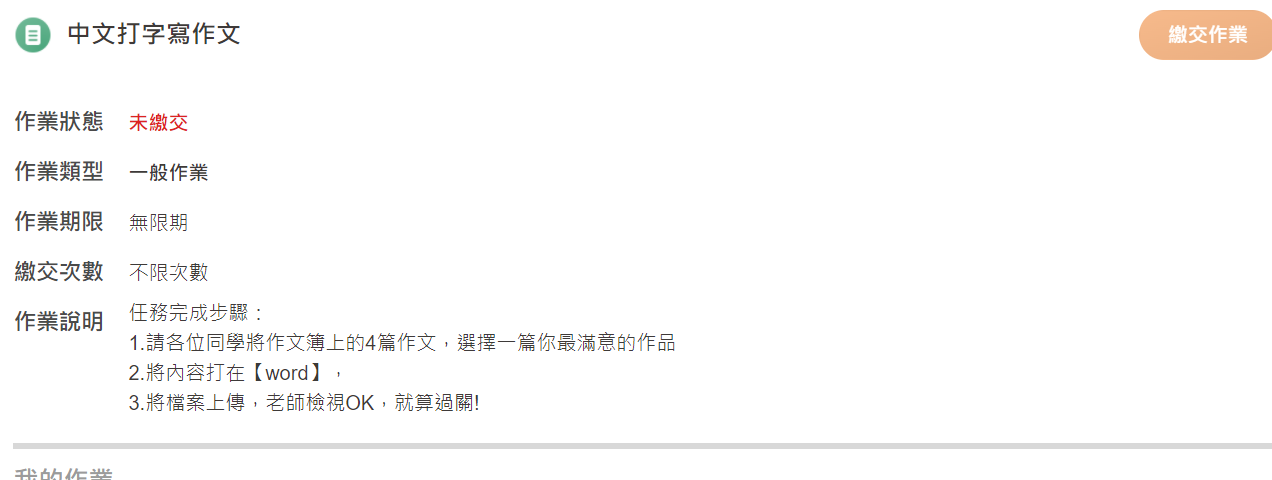 中文打字寫作文
繳交作業
作業狀態 未繳交
作業類型 一般作業
作業期限 無限期
繳交次數 不限次數
作業說明 任務完成步驟：
1.請各位同學將作文簿上的4篇作文，選擇一篇你最滿意的作品
2.將內容打在【word】，
3.將檔案上傳，老師檢視OK，就算過關!
我的作業